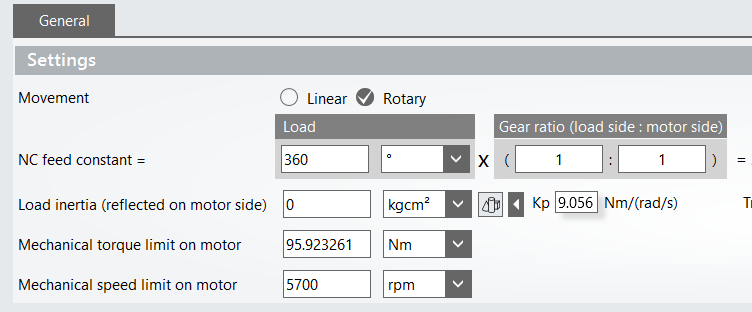 General
Settings
Movement Linear Rotary
Load Gear ratio (load side : motor side)
NC feed constant = 360 ° X ( 1 : 1 ) =
Load inertia (reflected on motor side) 0 kgcm² Kp 9.056 Nm/(rad/s)
Mechanical torque limit on motor 95.923261 Nm
Mechanical speed limit on motor 5700 rpm